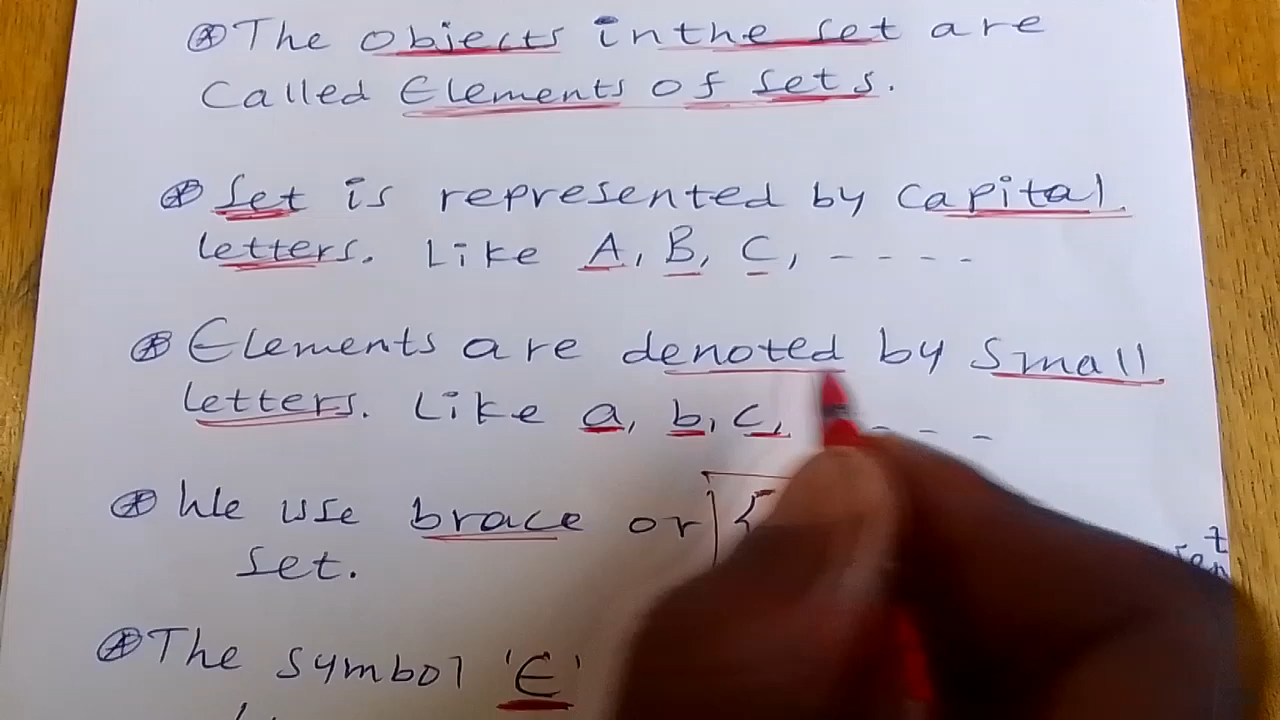 The objects in the set are
Called Elements of sets.
Set is represented by capital
letters. Like A, B, C, ----
Elements are denoted by Small
letters. Like a, b, c, ----
We use brace or {
set.
The symbol '∈'